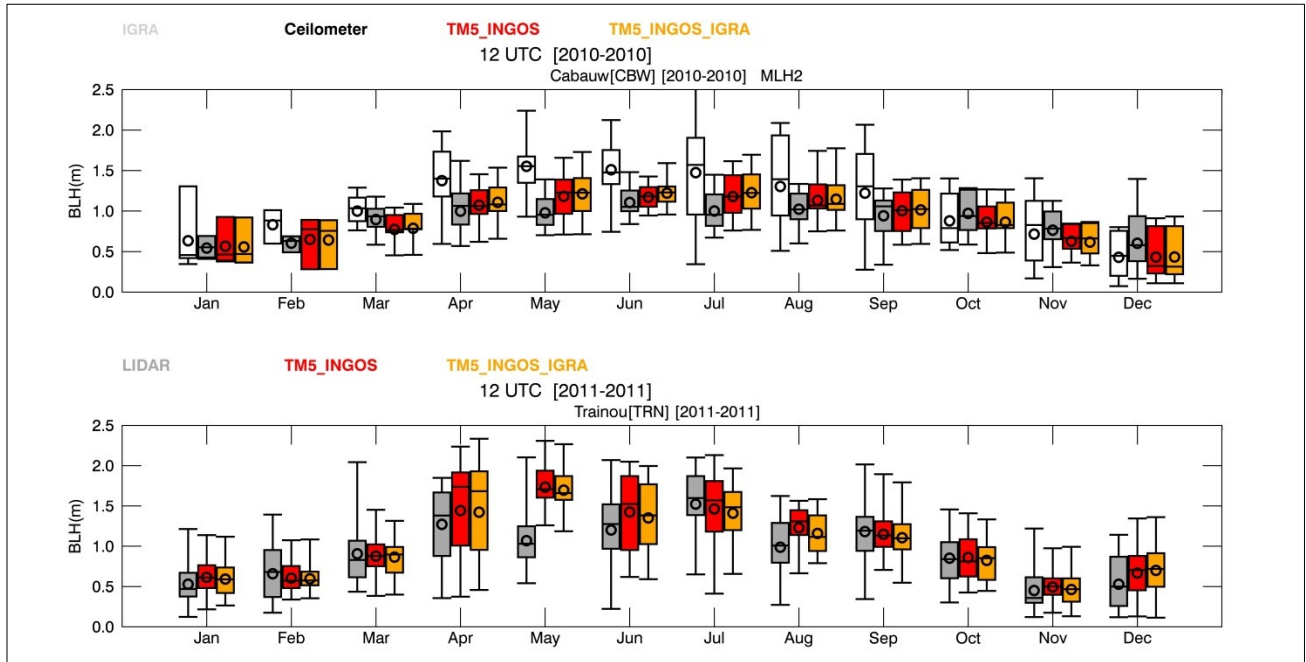 IGRA Ceilometer TM5_INGOS TM5_INGOS_IGRA
12 UTC [2010-2010]
Cabauw[CBW] [2010-2010] MLH2
2.5
2.0
1.5
1.0
0.5
0.0
BLH(m)
Jan Feb Mar Apr May Jun Jul Aug Sep Oct Nov Dec
LIDAR TM5_INGOS TM5_INGOS_IGRA
12 UTC [2011-2011]
Trainou[TRN] [2011-2011]
2.5
2.0
1.5
1.0
0.5
0.0
BLH(m)
Jan Feb Mar Apr May Jun Jul Aug Sep Oct Nov Dec